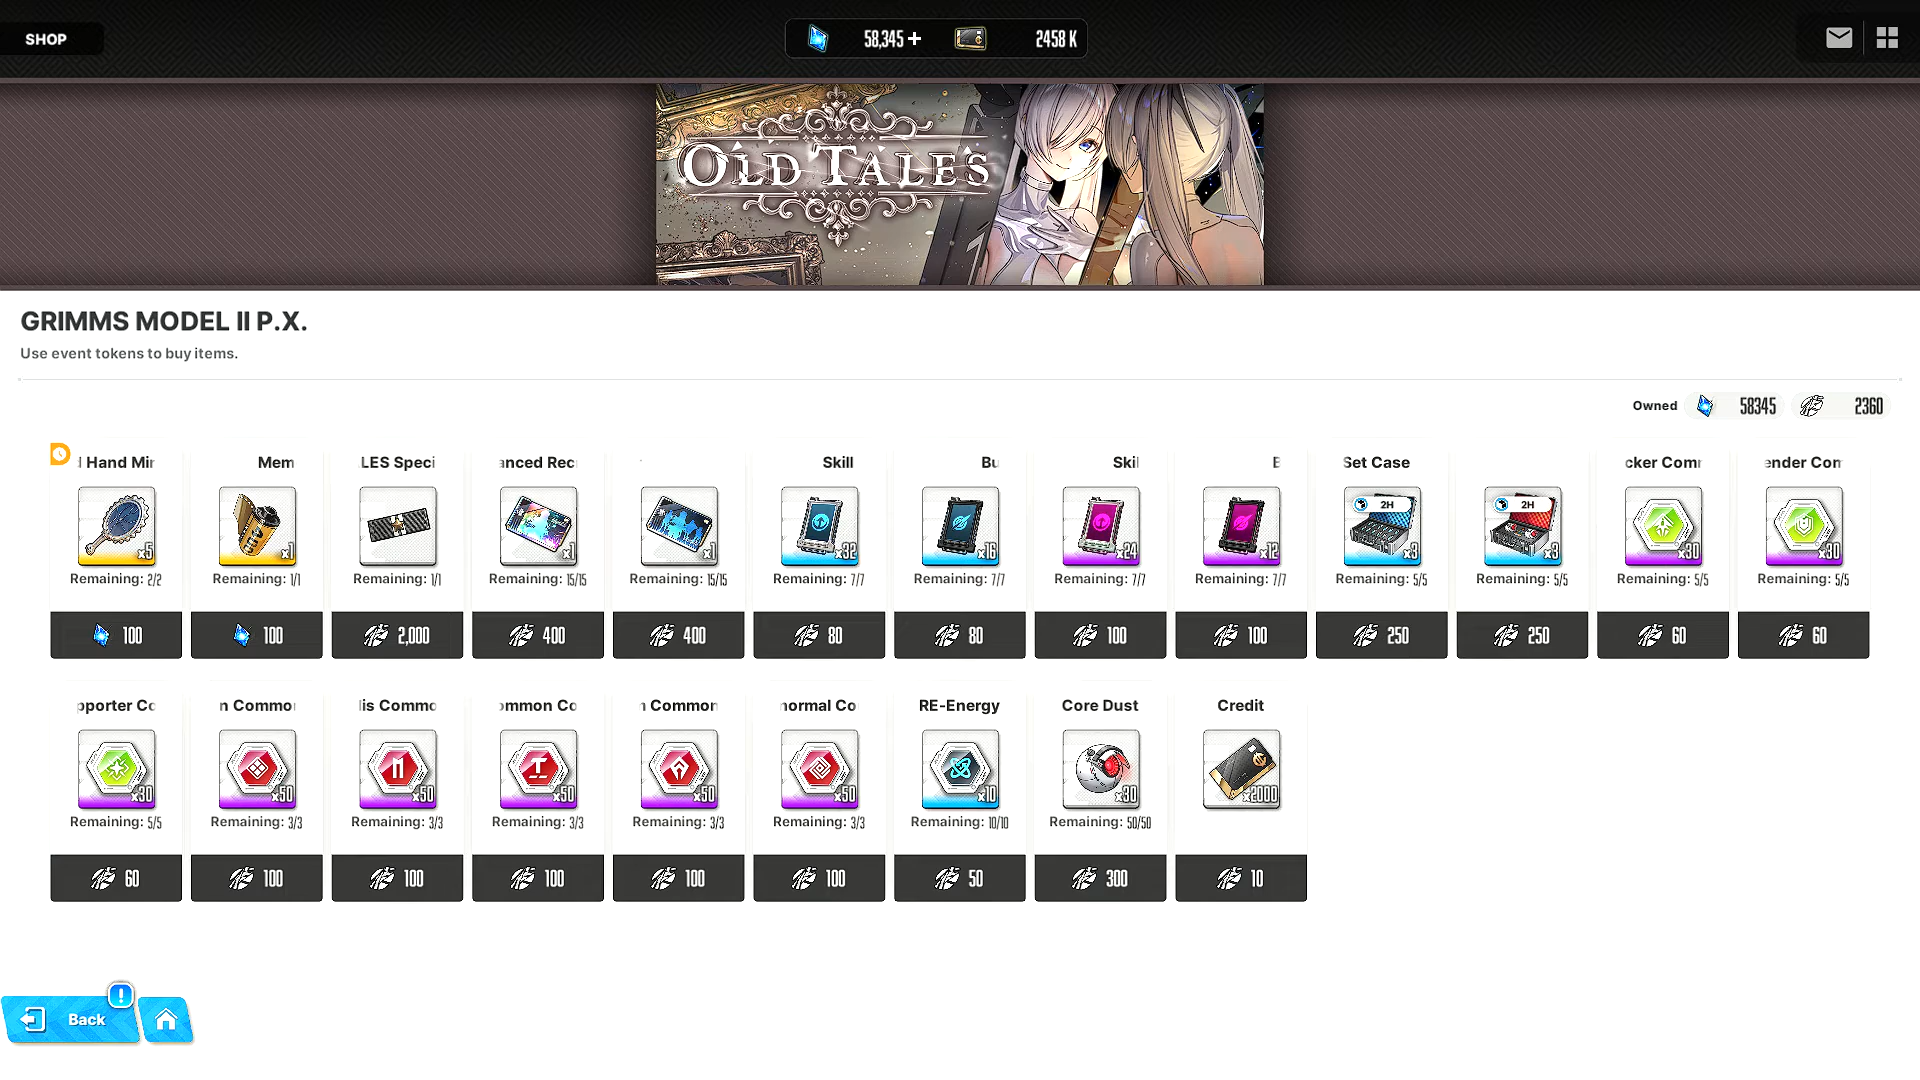 SHOP
58,345
2458 K
OLD TALES
GRIMMS MODEL II P.X.
Use event tokens to buy items.
Owned 58345 2360
Hand Mir
Mem
LES Speci
anced Rec
Skill
Bu
Skil
B
Set Case
cker Comm
ender Com
x5
x1
x1
x1
x32
x16
x24
x12
2H x3
2H x3
x30
x30
Remaining: 2/2
Remaining: 1/1
Remaining: 1/1
Remaining: 15/15
Remaining: 15/15
Remaining: 7/7
Remaining: 7/7
Remaining: 7/7
Remaining: 7/7
Remaining: 5/5
Remaining: 5/5
Remaining: 5/5
Remaining: 5/5
100
100
2,000
400
400
80
80
100
100
250
250
60
60
pporter Co
n Commo
lis Commo
ommon Co
n Common
normal Co
RE-Energy
Core Dust
Credit
x30
x50
x50
x50
x50
x50
x10
x30
x2000
Remaining: 5/5
Remaining: 3/3
Remaining: 3/3
Remaining: 3/3
Remaining: 3/3
Remaining: 3/3
Remaining: 10/10
Remaining: 50/50
60
100
100
100
100
100
50
300
10
Back